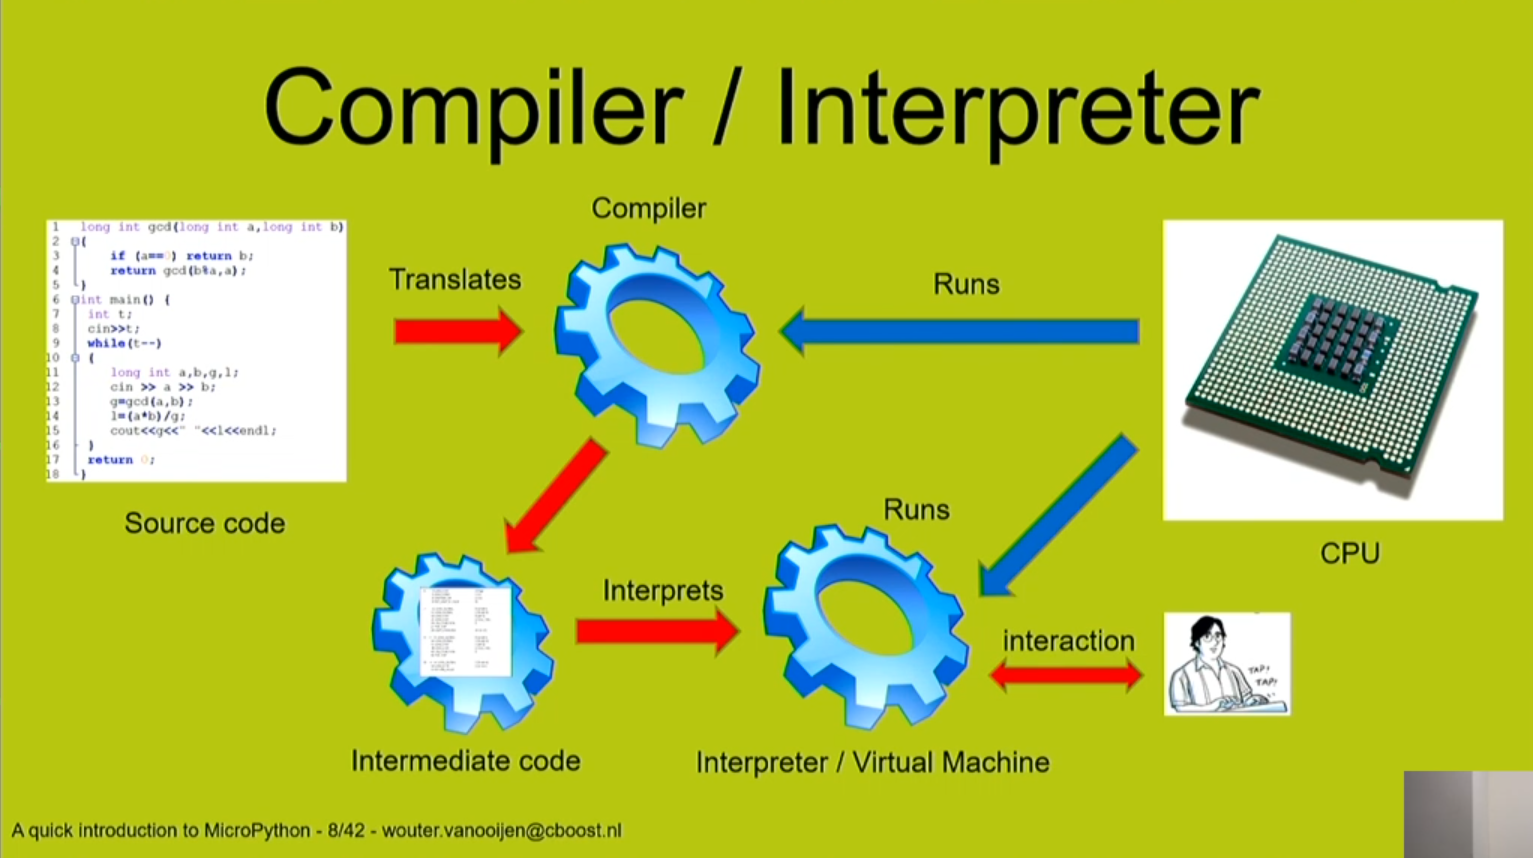 Compiler / Interpreter
Compiler
1 long int gcd(long int a,long int b)
2 {
3 if (a==0) return b;
4 return gcd(b%a,a);
5 }
6 int main() {
7 int t;
8 cin>>t;
9 while(t--)
10 {
11 long int a,b,g,l;
12 cin >> a >> b;
13 g=gcd(a,b);
14 l=(a*b)/g;
15 cout<<g<<" "<<l<<endl;
16 }
17 return 0;
18 }
Translates
Runs
Source code
CPU
Runs
Interprets
interaction
TAP!
TAP!
Intermediate code
Interpreter / Virtual Machine
A quick introduction to MicroPython - 8/42 - wouter.vanooijen@cboost.nl